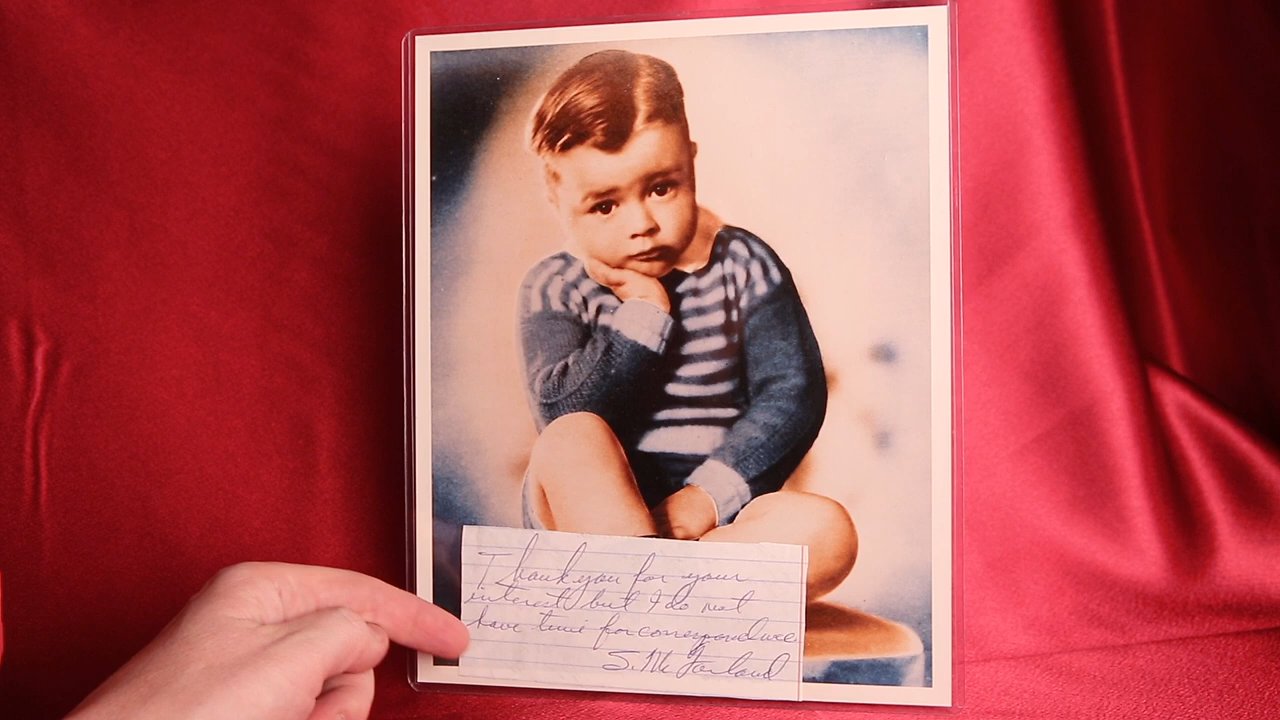 Thank you for your
interest but I do not
have time for correspondence
S. McFarland